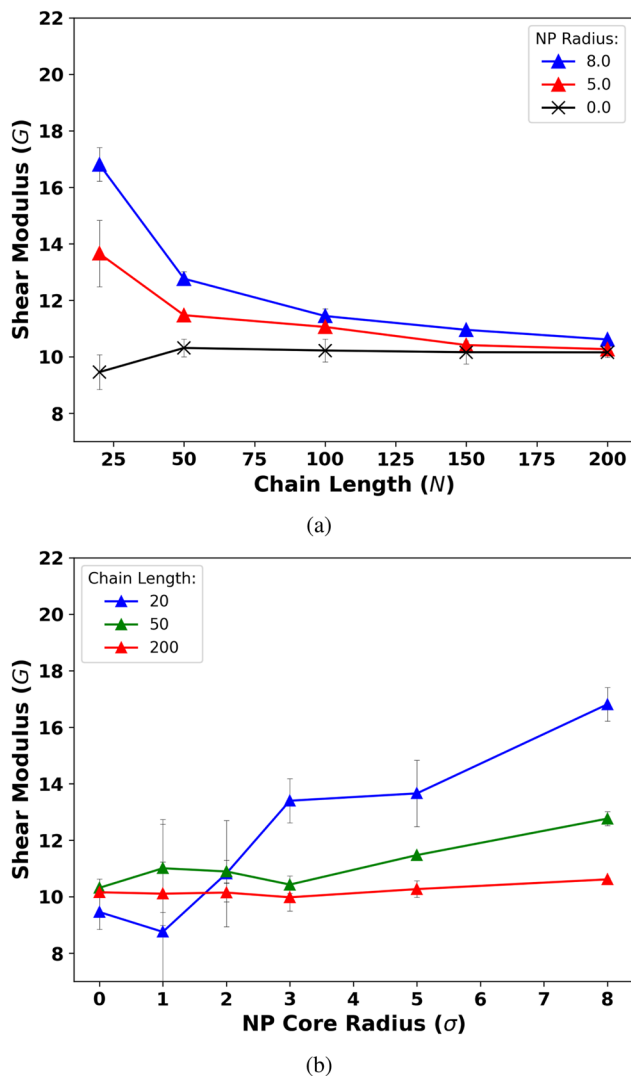 22
20
18
16
14
12
10
8
Shear Modulus (G)
NP Radius:
8.0
5.0
0.0
25 50 75 100 125 150 175 200
Chain Length (N)
(a)
22
20
18
16
14
12
10
8
Shear Modulus (G)
Chain Length:
20
50
200
0 1 2 3 4 5 6 7 8
NP Core Radius (σ)
(b)